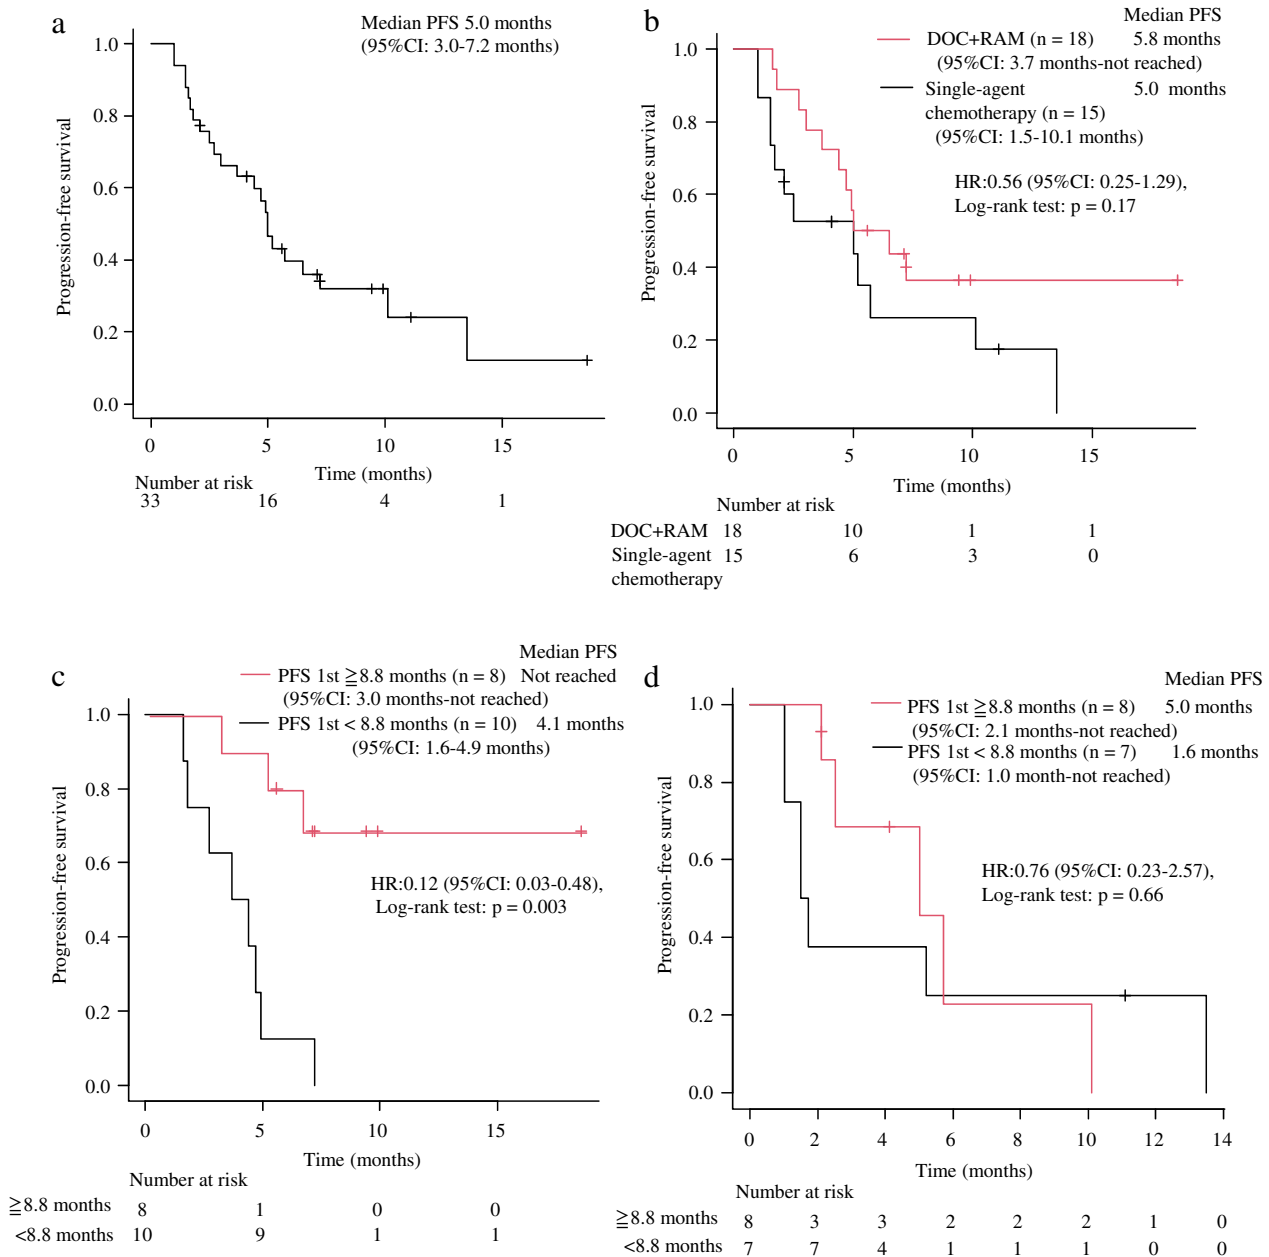 a
Median PFS 5.0 months
(95%CI: 3.0-7.2 months)
Progression-free survival
1.0
0.8
0.6
0.4
0.2
0.0
0 5 10 15
Time (months)
Number at risk
33 16 4 1
b
Median PFS
DOC+RAM (n = 18) 5.8 months
(95%CI: 3.7 months-not reached)
Single-agent 5.0 months
chemotherapy (n = 15)
(95%CI: 1.5-10.1 months)
HR:0.56 (95%CI: 0.25-1.29),
Log-rank test: p = 0.17
Progression-free survival
1.0
0.8
0.6
0.4
0.2
0.0
0 5 10 15
Time (months)
Number at risk
DOC+RAM 18 10 1 1
Single-agent 15 6 3 0
chemotherapy
c
Median PFS
PFS 1st ≧8.8 months (n = 8) Not reached
(95%CI: 3.0 months-not reached)
PFS 1st < 8.8 months (n = 10) 4.1 months
(95%CI: 1.6-4.9 months)
HR:0.12 (95%CI: 0.03-0.48),
Log-rank test: p = 0.003
Progression-free survival
1.0
0.8
0.6
0.4
0.2
0.0
0 5 10 15
Time (months)
Number at risk
≧8.8 months 8 1 0 0
<8.8 months 10 9 1 1
d
Median PFS
PFS 1st ≧8.8 months (n = 8) 5.0 months
(95%CI: 2.1 months-not reached)
PFS 1st < 8.8 months (n = 7) 1.6 months
(95%CI: 1.0 month-not reached)
HR:0.76 (95%CI: 0.23-2.57),
Log-rank test: p = 0.66
Progression-free survival
1.0
0.8
0.6
0.4
0.2
0.0
0 2 4 6 8 10 12 14
Time (months)
Number at risk
≧8.8 months 8 3 3 2 2 2 1 0
<8.8 months 7 7 4 1 1 1 0 0